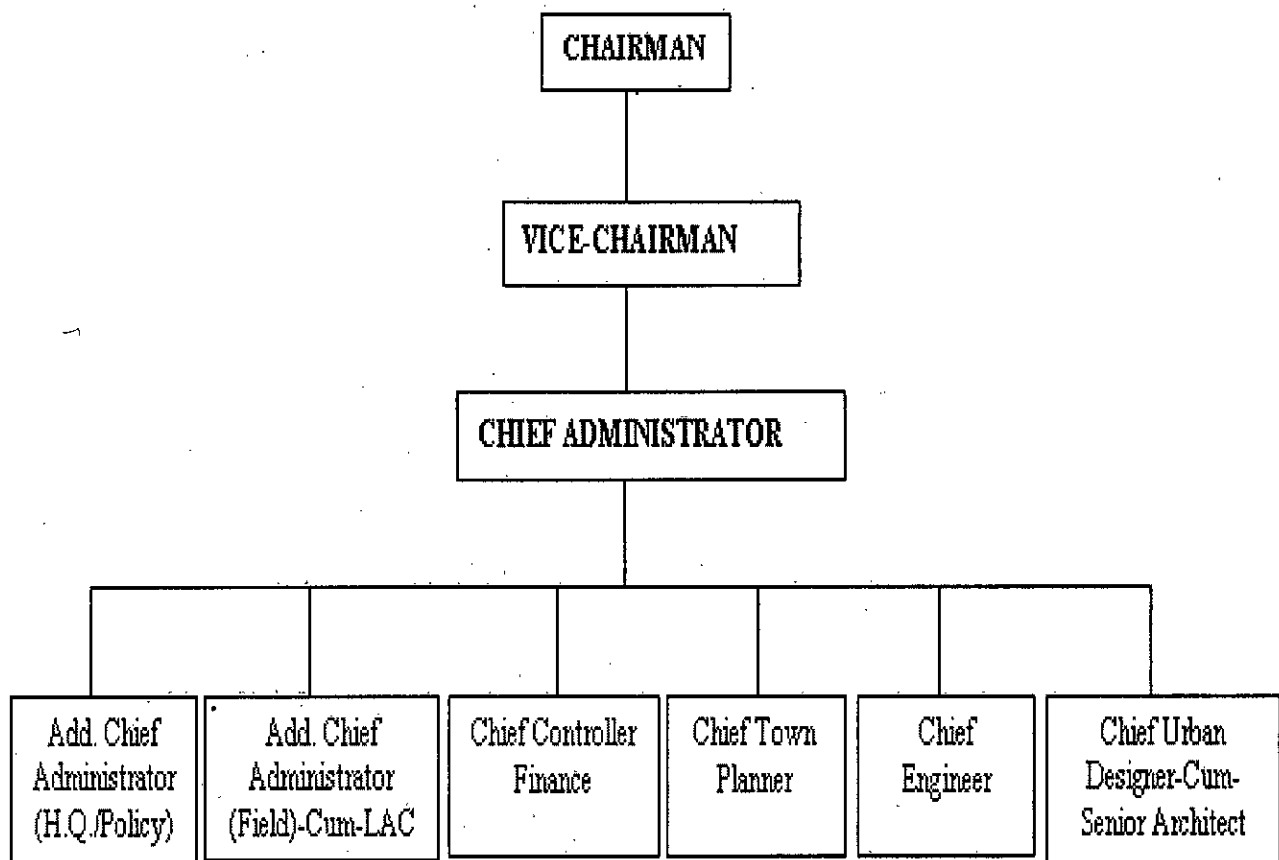 CHAIRMAN
VICE-CHAIRMAN
CHIEF ADMINISTRATOR
Add. Chief
Administrator
(H.Q./Policy)
Add. Chief
Administrator
(Field)-Cum-LAC
Chief Controller
Finance
Chief Town
Planner
Chief
Engineer
Chief Urban
Designer-Cum-
Senior Architect